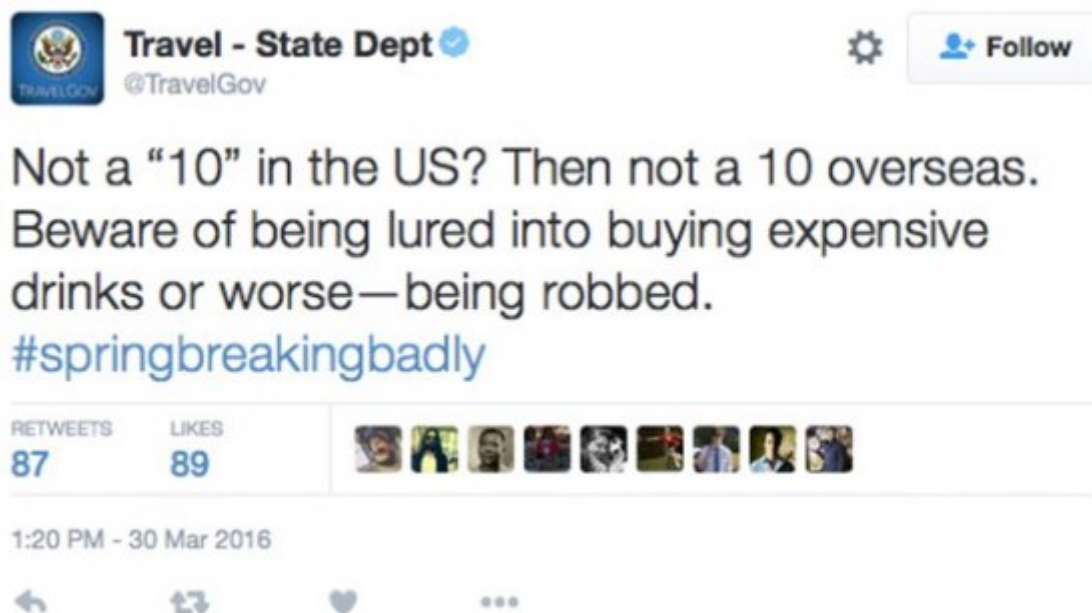 Travel - State Dept
@TravelGov
Follow
TRAVELGOV
Not a “10” in the US? Then not a 10 overseas.
Beware of being lured into buying expensive
drinks or worse—being robbed.
#springbreakingbadly
RETWEETS LIKES
87 89
1:20 PM - 30 Mar 2016